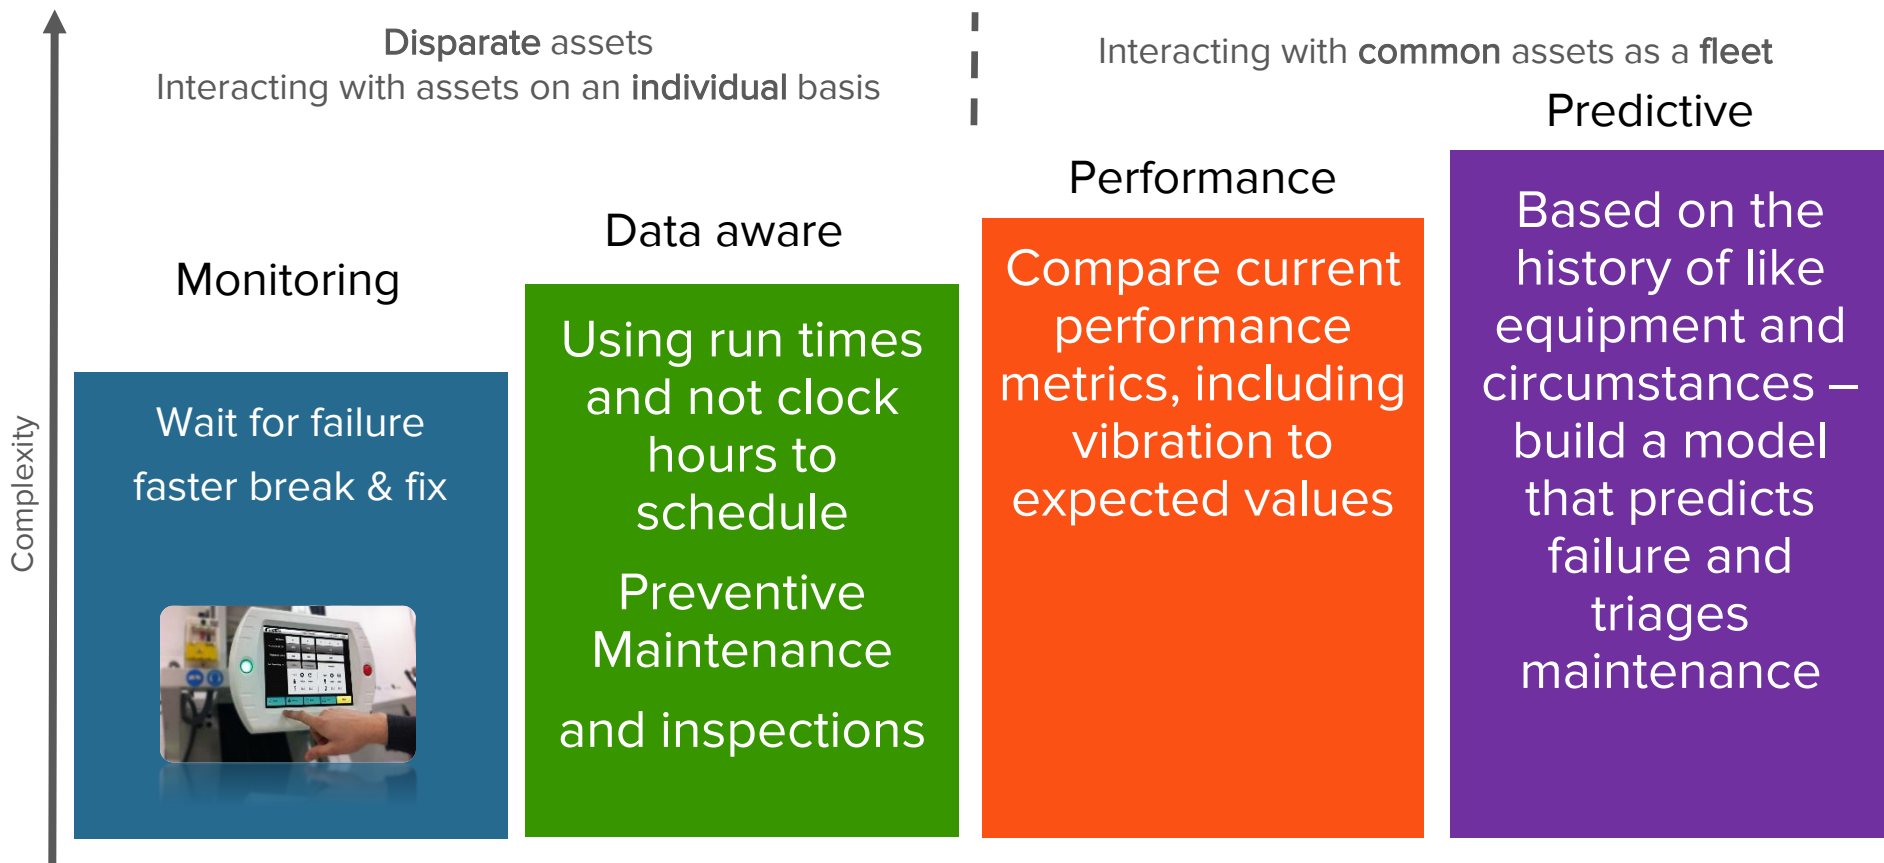 Disparate assets
Interacting with assets on an individual basis
Interacting with common assets as a fleet
Complexity
Monitoring
Wait for failure
faster break & fix
Data aware
Using run times
and not clock
hours to
schedule
Preventive
Maintenance
and inspections
Performance
Compare current
performance
metrics, including
vibration to
expected values
Predictive
Based on the
history of like
equipment and
circumstances –
build a model
that predicts
failure and
triages
maintenance